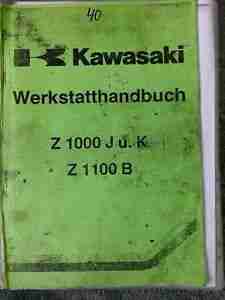 40
Kawasaki
Werkstatthandbuch
Z 1000 J u. K
Z 1100 B